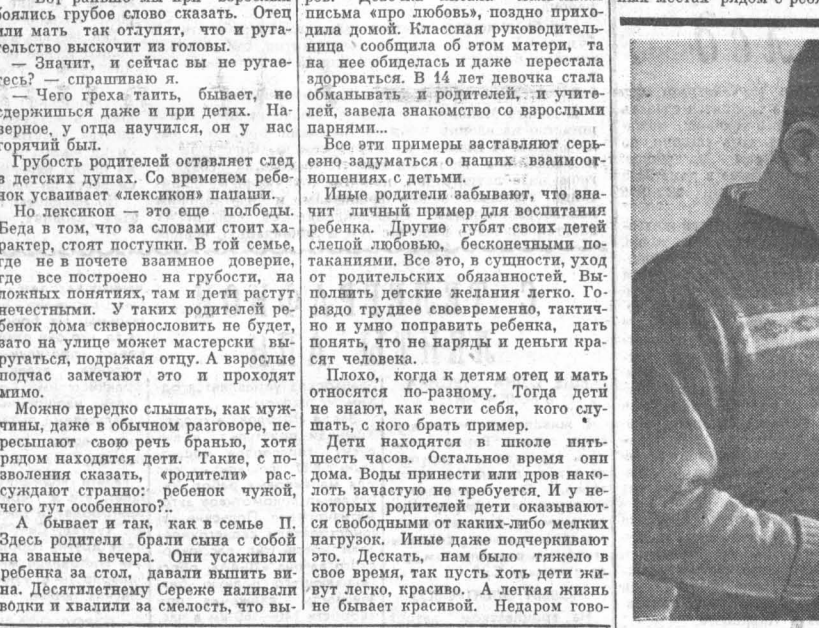 боялись грубое слово сказать. Отец
или мать так отлупят, что и руга-
тельство выскочит из головы.
— Значит, и сейчас вы не ругае-
тесь? — спрашиваю я.
— Чего греха таить, бывает, не
сдержишься даже и при детях. На-
верное, у отца научился, он у нас
горячий был.
Грубость родителей оставляет след
в детских душах. Со временем ребе-
нок усваивает «лексикон» папаши.
Но лексикон — это еще полбеды.
Беда в том, что за словами стоит ха-
рактер, стоят поступки. В той семье,
где не в почете взаимное доверие,
где все построено на грубости, на
ложных понятиях, там и дети растут
нечестными. У таких родителей ре-
бенок дома сквернословить не будет,
зато на улице может мастерски вы-
ругаться, подражая отцу. А взрослые
подчас замечают это и проходят
мимо.
Можно нередко слышать, как муж-
чины, даже в обычном разговоре, пе-
ресыпают свою речь бранью, хотя
рядом находятся дети. Такие, с по-
зволения сказать, «родители» рас-
суждают странно: ребенок чужой,
чего тут особенного?..
А бывает и так, как в семье П.
Здесь родители брали сына с собой
на званые вечера. Они усаживали
ребенка за стол, давали выпить ви-
на. Десятилетнему Сереже наливали
водки и хвалили за смелость, что вы-
письма «про любовь», поздно прихо-
дила домой. Классная руководитель-
ница сообщила об этом матери, та
на нее обиделась и даже перестала
здороваться. В 14 лет девочка стала
обманывать и родителей, и учите-
лей, завела знакомство со взрослыми
парнями...
Все эти примеры заставляют серь-
езно задуматься о наших взаимоот-
ношениях с детьми.
Иные родители забывают, что зна-
чит личный пример для воспитания
ребенка. Другие губят своих детей
слепой любовью, бесконечными по-
таканиями. Все это, в сущности, уход
от родительских обязанностей. Вы-
полнить детские желания легко. Го-
раздо труднее своевременно, тактич-
но и умно поправить ребенка, дать
понять, что не наряды и деньги кра-
сят человека.
Плохо, когда к детям отец и мать
относятся по-разному. Тогда дети
не знают, как вести себя, кого слу-
шать, с кого брать пример.
Дети находятся в школе пять-
шесть часов. Остальное время они
дома. Воды принести или дров нако-
лоть зачастую не требуется. И у не-
которых родителей дети оказывают-
ся свободными от каких-либо мелких
нагрузок. Иные даже подчеркивают
это. Дескать, нам было тяжело в
свое время, так пусть хоть дети жи-
вут легко, красиво. А легкая жизнь
не бывает красивой. Недаром гово-